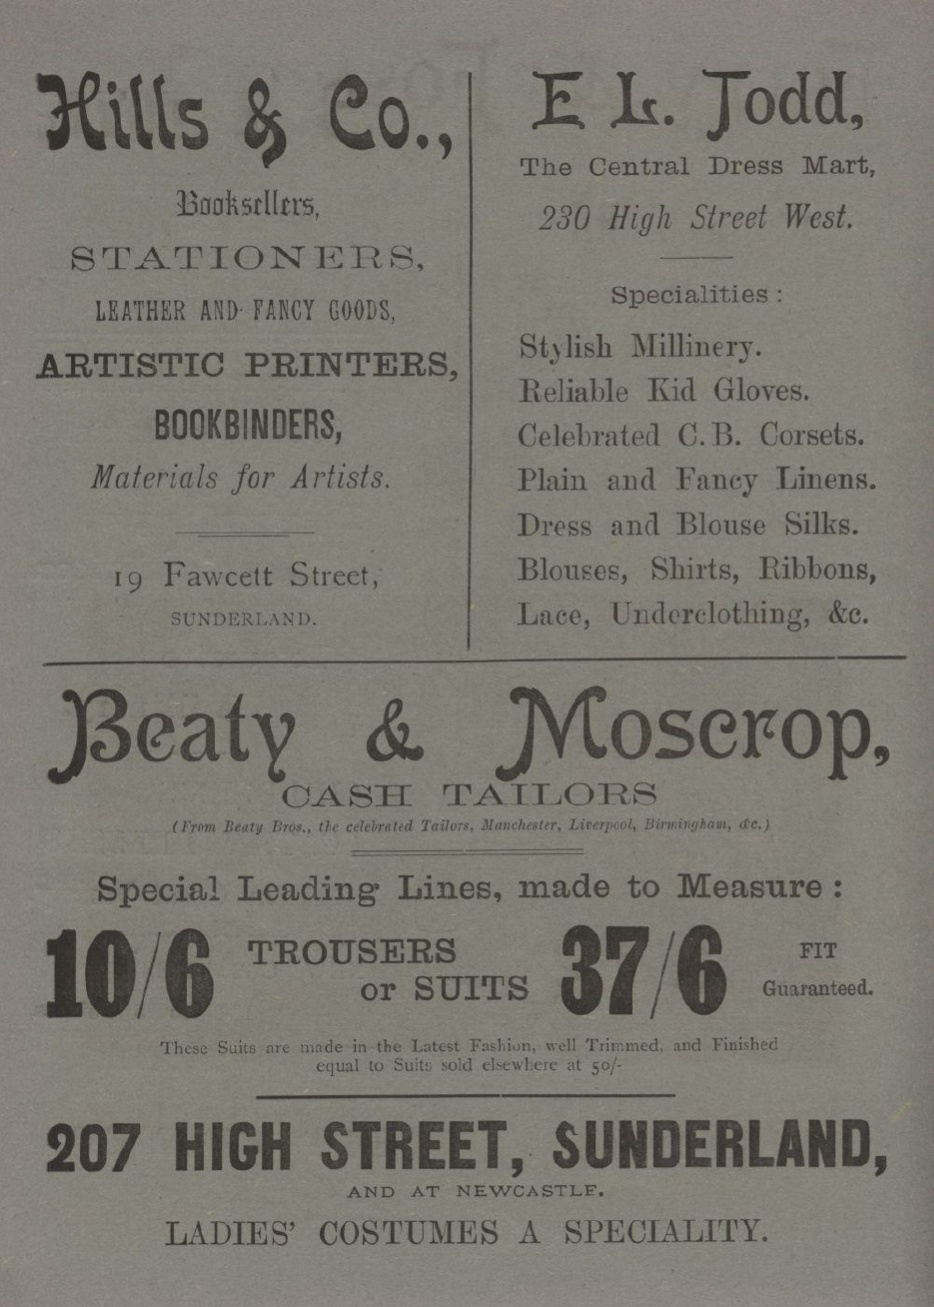 Hills & Co.,
Booksellers,
STATIONERS,
LEATHER AND FANCY GOODS,
ARTISTIC PRINTERS,
BOOKBINDERS,
Materials for Artists.
19 Fawcett Street,
SUNDERLAND.
E L. Todd,
The Central Dress Mart,
230 High Street West.
Specialities :
Stylish Millinery.
Reliable Kid Gloves.
Celebrated C. B. Corsets.
Plain and Fancy Linens.
Dress and Blouse Silks.
Blouses, Shirts, Ribbons,
Lace, Underclothing, &c.
Beaty & Moscrop,
CASH TAILORS
(From Beaty Bros., the celebrated Tailors, Manchester, Liverpool, Birmingham, &c.)
Special Leading Lines, made to Measure :
10/6 TROUSERS or SUITS 37/6 FIT Guaranteed.
These Suits are made in the Latest Fashion, well Trimmed, and Finished
equal to Suits sold elsewhere at 50/-
207 HIGH STREET, SUNDERLAND,
AND AT NEWCASTLE.
LADIES' COSTUMES A SPECIALITY.